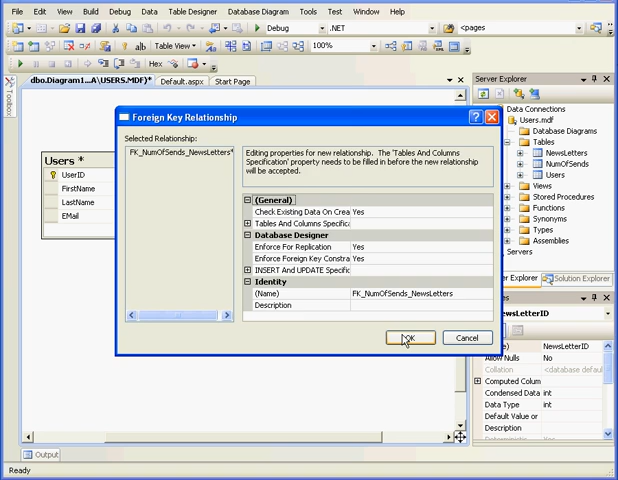 File Edit View Build Debug Data Table Designer Database Diagram Tools Test Window Help
Debug .NET <pages
Table View 100%
Hex
dbo.Diagram1...A\USERS.MDF)* Default.aspx Start Page
Toolbox
Server Explorer
Data Connections
Users.mdf
Database Diagrams
Tables
NewsLetters
NumOfSends
Users
Views
Stored Procedures
Functions
Synonyms
Types
Assemblies
Servers
Users *
UserID
FirstName
LastName
EMail
Foreign Key Relationship
Selected Relationship:
FK_NumOfSends_NewsLetters*
Editing properties for new relationship. The 'Tables And Columns
Specification' property needs to be filled in before the new relationship
will be accepted.
(General)
Check Existing Data On Crea Yes
Tables And Columns Specifica
Database Designer
Enforce For Replication Yes
Enforce Foreign Key Constra Yes
INSERT And UPDATE Specific
Identity
(Name) FK_NumOfSends_NewsLetters
Description
OK Cancel
er Explorer Solution Explorer
es
wsLetterID
e) NewsLetterID
Allow Nulls No
Collation <database defau
Computed Colum
Condensed Data int
Data Type int
Default Value or
Description
Output
Ready